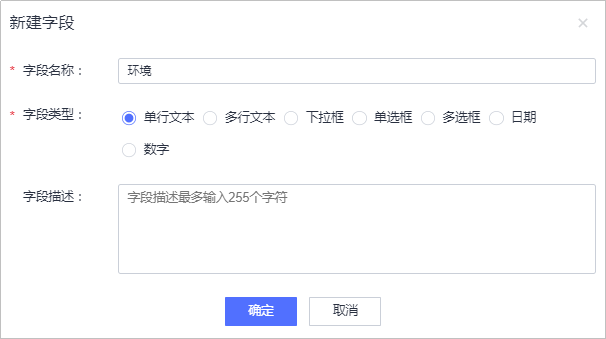 新建字段
* 字段名称： 环境
* 字段类型： 单行文本 多行文本 下拉框 单选框 多选框 日期
数字
字段描述： 字段描述最多输入255个字符
确定 取消